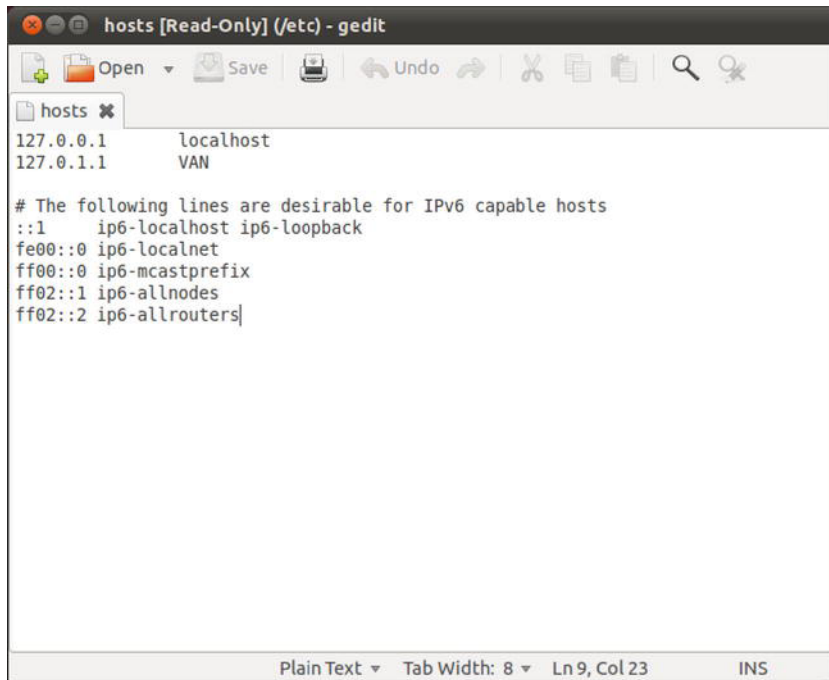 hosts [Read-Only] (/etc) - gedit
Open Save Undo
hosts
127.0.0.1 localhost
127.0.1.1 VAN
# The following lines are desirable for IPv6 capable hosts
::1 ip6-localhost ip6-loopback
fe00::0 ip6-localnet
ff00::0 ip6-mcastprefix
ff02::1 ip6-allnodes
ff02::2 ip6-allrouters
Plain Text Tab Width: 8 Ln 9, Col 23 INS